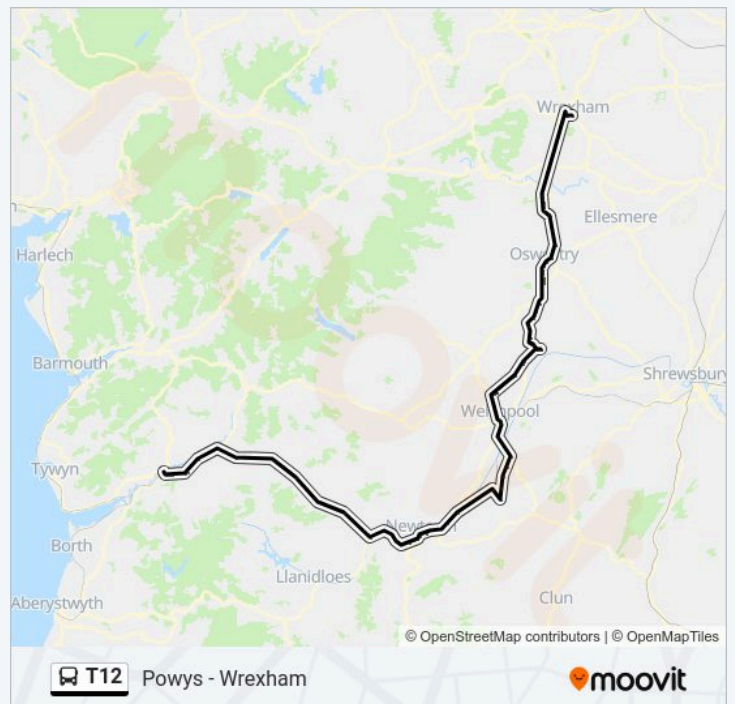 Wrexham
Ellesmere
Harlech
Oswestry
Barmouth
Shrewsbury
Welshpool
Tywyn
Newtown
Borth
Llanidloes
Aberystwyth
Clun
© OpenStreetMap contributors | © OpenMapTiles
T12 Powys - Wrexham moovit